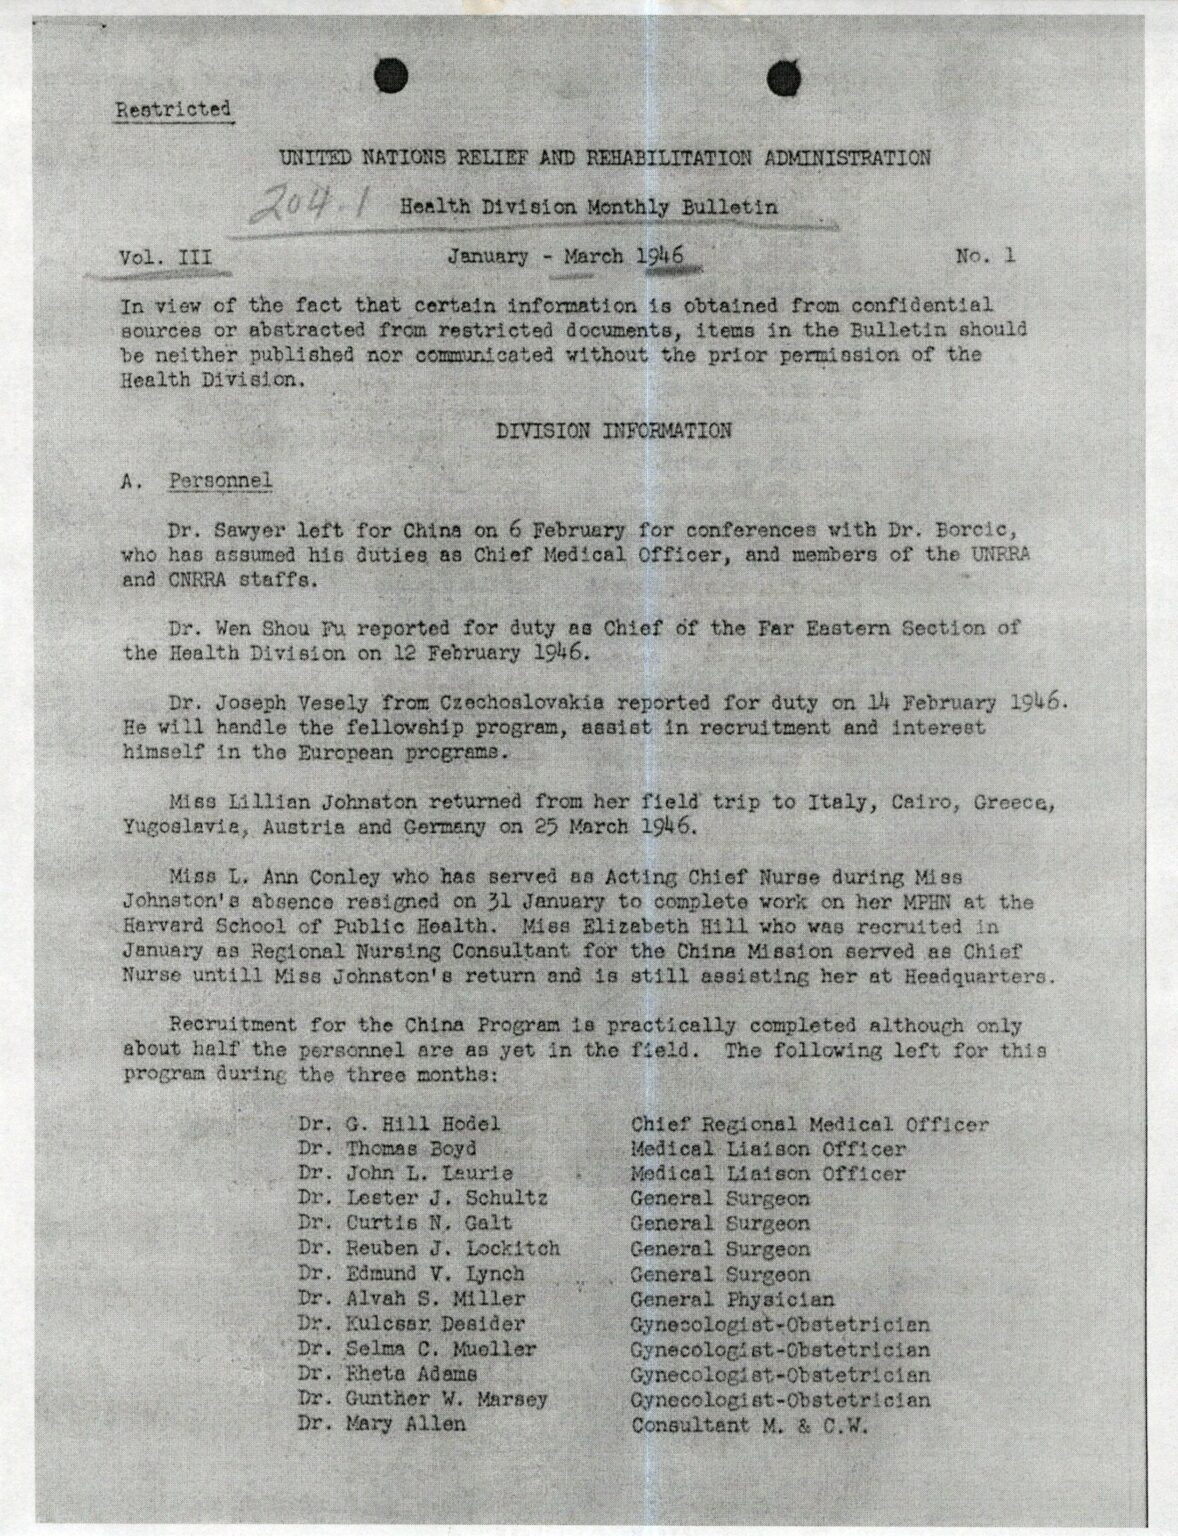 Restricted
UNITED NATIONS RELIEF AND REHABILITATION ADMINISTRATION
204.1 Health Division Monthly Bulletin
Vol. III January - March 1946 No. 1
In view of the fact that certain information is obtained from confidential
sources or abstracted from restricted documents, items in the Bulletin should
be neither published nor communicated without the prior permission of the
Health Division.
DIVISION INFORMATION
A. Personnel
Dr. Sawyer left for China on 6 February for conferences with Dr. Borcic,
who has assumed his duties as Chief Medical Officer, and members of the UNRRA
and CNRRA staffs.
Dr. Wen Shou Fu reported for duty as Chief of the Far Eastern Section of
the Health Division on 12 February 1946.
Dr. Joseph Vesely from Czechoslovakia reported for duty on 14 February 1946.
He will handle the fellowship program, assist in recruitment and interest
himself in the European programs.
Miss Lillian Johnston returned from her field trip to Italy, Cairo, Greece,
Yugoslavia, Austria and Germany on 25 March 1946.
Miss L. Ann Conley who has served as Acting Chief Nurse during Miss
Johnston's absence resigned on 31 January to complete work on her MPHN at the
Harvard School of Public Health. Miss Elizabeth Hill who was recruited in
January as Regional Nursing Consultant for the China Mission served as Chief
Nurse untill Miss Johnston's return and is still assisting her at Headquarters.
Recruitment for the China Program is practically completed although only
about half the personnel are as yet in the field. The following left for this
program during the three months:
Dr. G. Hill Hodel Chief Regional Medical Officer
Dr. Thomas Boyd Medical Liaison Officer
Dr. John L. Laurie Medical Liaison Officer
Dr. Lester J. Schultz General Surgeon
Dr. Curtis N. Galt General Surgeon
Dr. Reuben J. Lockitch General Surgeon
Dr. Edmund V. Lynch General Surgeon
Dr. Alvah S. Miller General Physician
Dr. Kulcsar Desider Gynecologist-Obstetrician
Dr. Selma C. Mueller Gynecologist-Obstetrician
Dr. Rheta Adams Gynecologist-Obstetrician
Dr. Gunther W. Marsey Gynecologist-Obstetrician
Dr. Mary Allen Consultant M. & C.W.